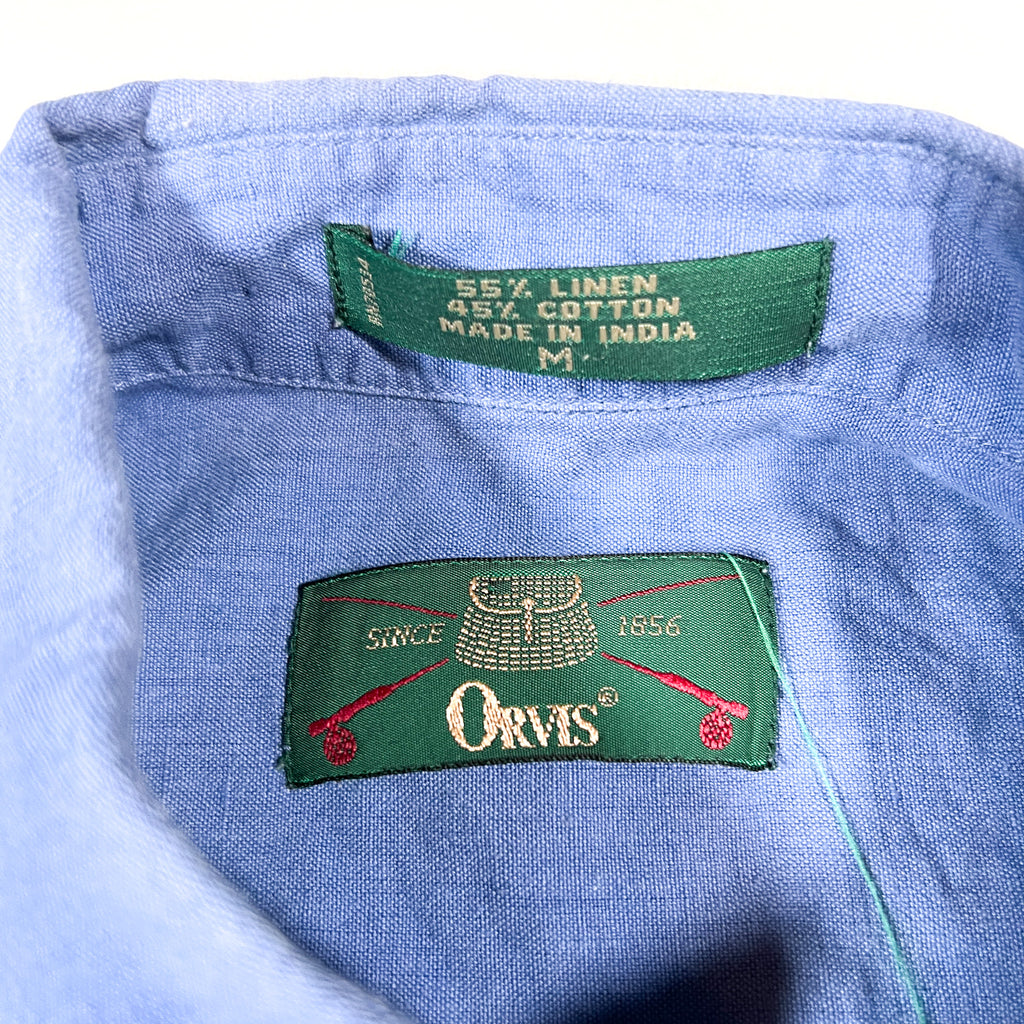 55% LINEN
45% COTTON
MADE IN INDIA
M
SINCE 1856
ORVIS®